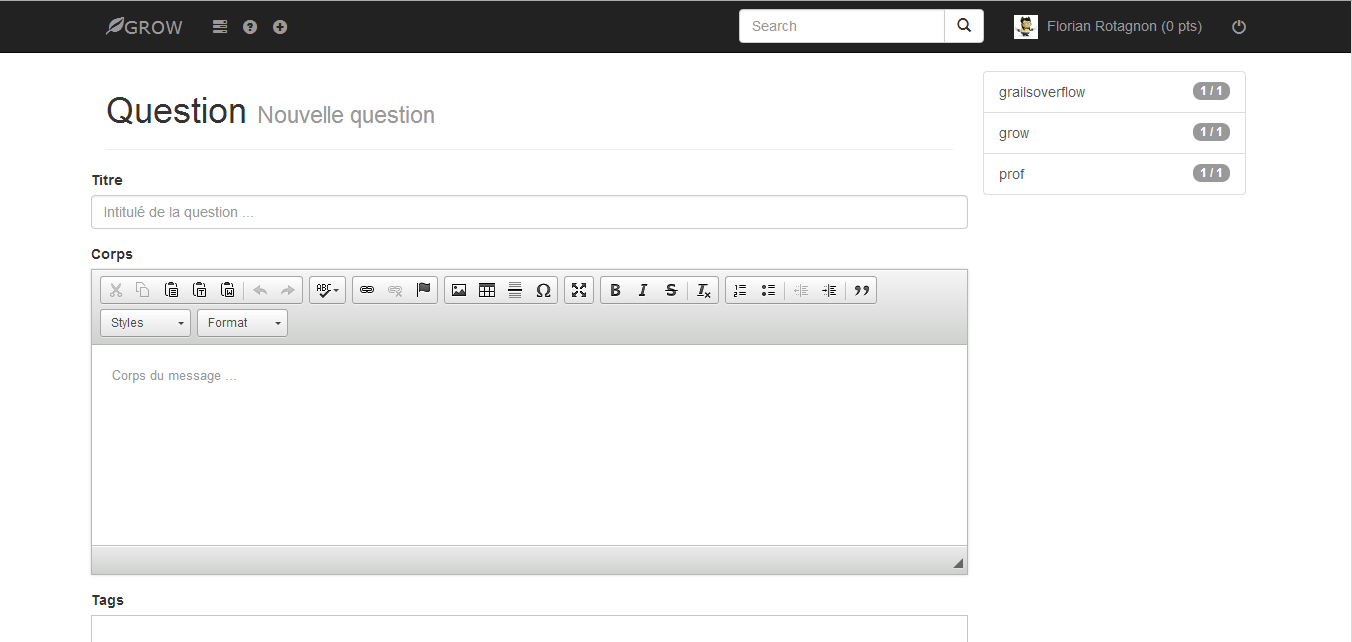 GROW
Search
Florian Rotagnon (0 pts)
Question Nouvelle question
grailsoverflow 1 / 1
grow 1 / 1
prof 1 / 1
Titre
Intitulé de la question ...
Corps
ABC
Ω
B I S Tx
Styles Format
Corps du message ...
Tags